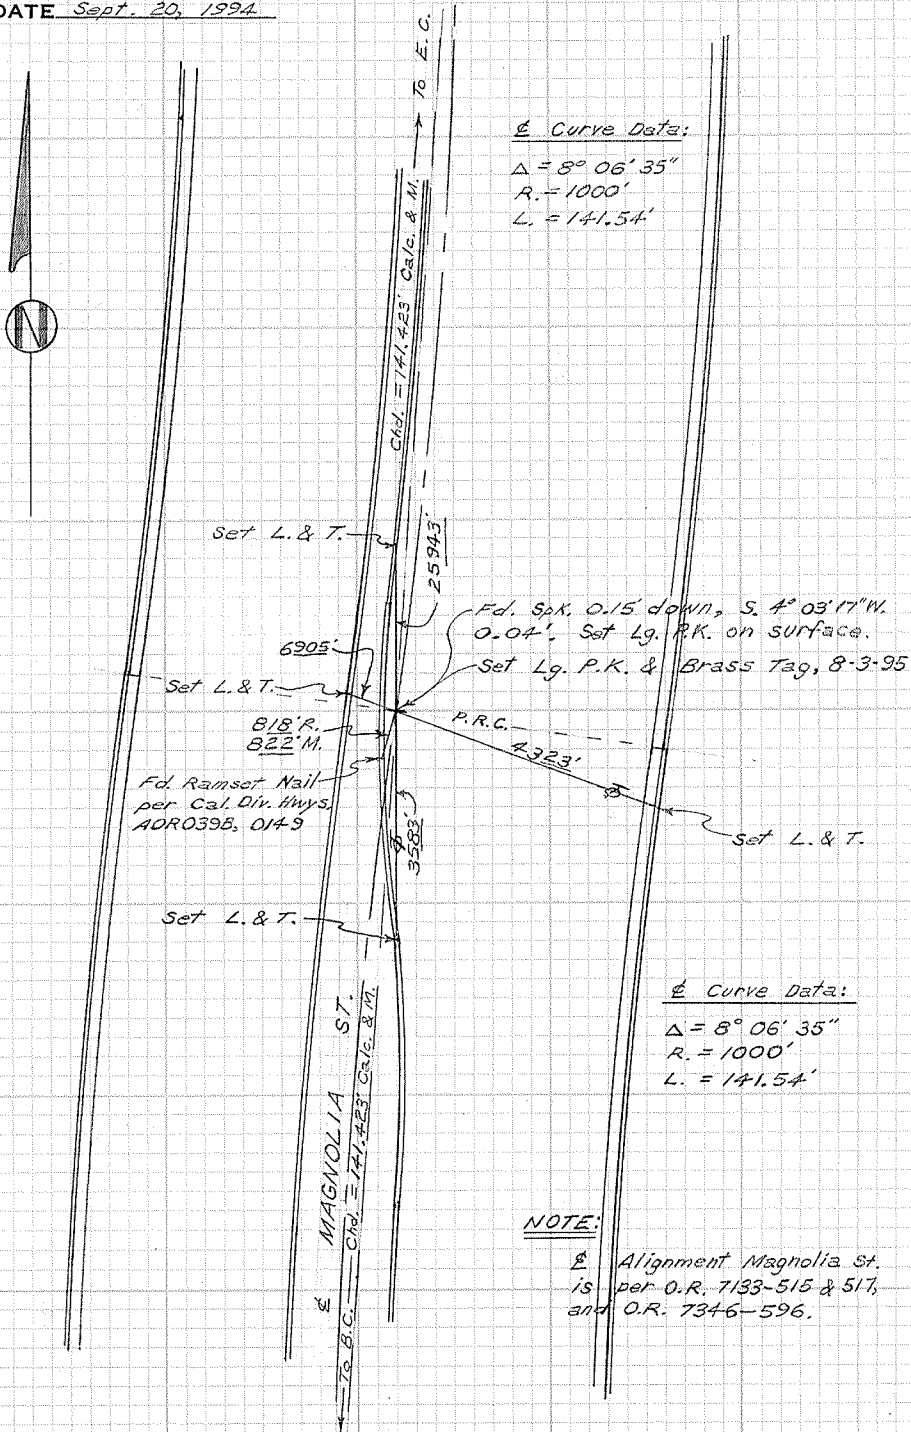 DATE Sept. 20, 1994
To E.C.
℄ Curve Data:
Δ = 8° 06' 35"
R. = 1000'
L. = 141.54'
Chd. = 141.423' Calc. & M.
N
Set L. & T.
25943'
Fd. Spk. 0.15' down, S. 4° 03' 17" W.
0.04'. Set Lg. P.K. on surface.
6905'
Set Lg. P.K. & Brass Tag, 8-3-95
Set L. & T.
P.R.C.
818' R.
822' M.
4323'
Fd. Ramset Nail
per Cal. Div. Hwys.
AOR039B, 0149
3583'
Set L. & T.
Set L. & T.
℄ MAGNOLIA ST.
Chd. = 141.423' Calc. & M.
To B.C.
℄ Curve Data:
Δ = 8° 06' 35"
R. = 1000'
L. = 141.54'
NOTE:
℄ Alignment Magnolia St.
is per O.R. 7133-515 & 517,
and O.R. 7346-596.